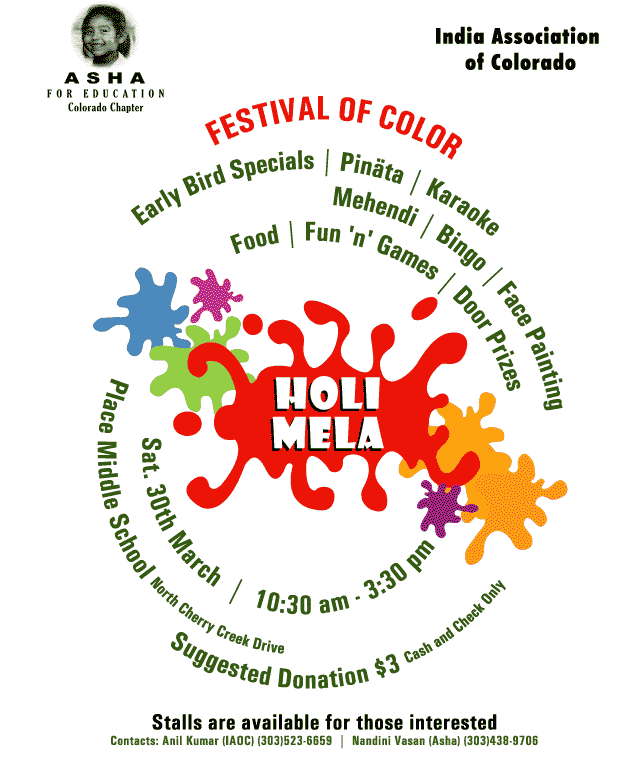 ASHA
FOR EDUCATION
Colorado Chapter
India Association
of Colorado
FESTIVAL OF COLOR
Early Bird Specials | Pinäta | Karaoke
Mehendi | Bingo | Face Painting
Food | Fun 'n' Games | Door Prizes
HOLI
MELA
Sat. 30th March | 10:30 am - 3:30 pm
Place Middle School North Cherry Creek Drive
Suggested Donation $3 Cash and Check Only
Stalls are available for those interested
Contacts: Anil Kumar (IAOC) (303)523-6659 | Nandini Vasan (Asha) (303)438-9706